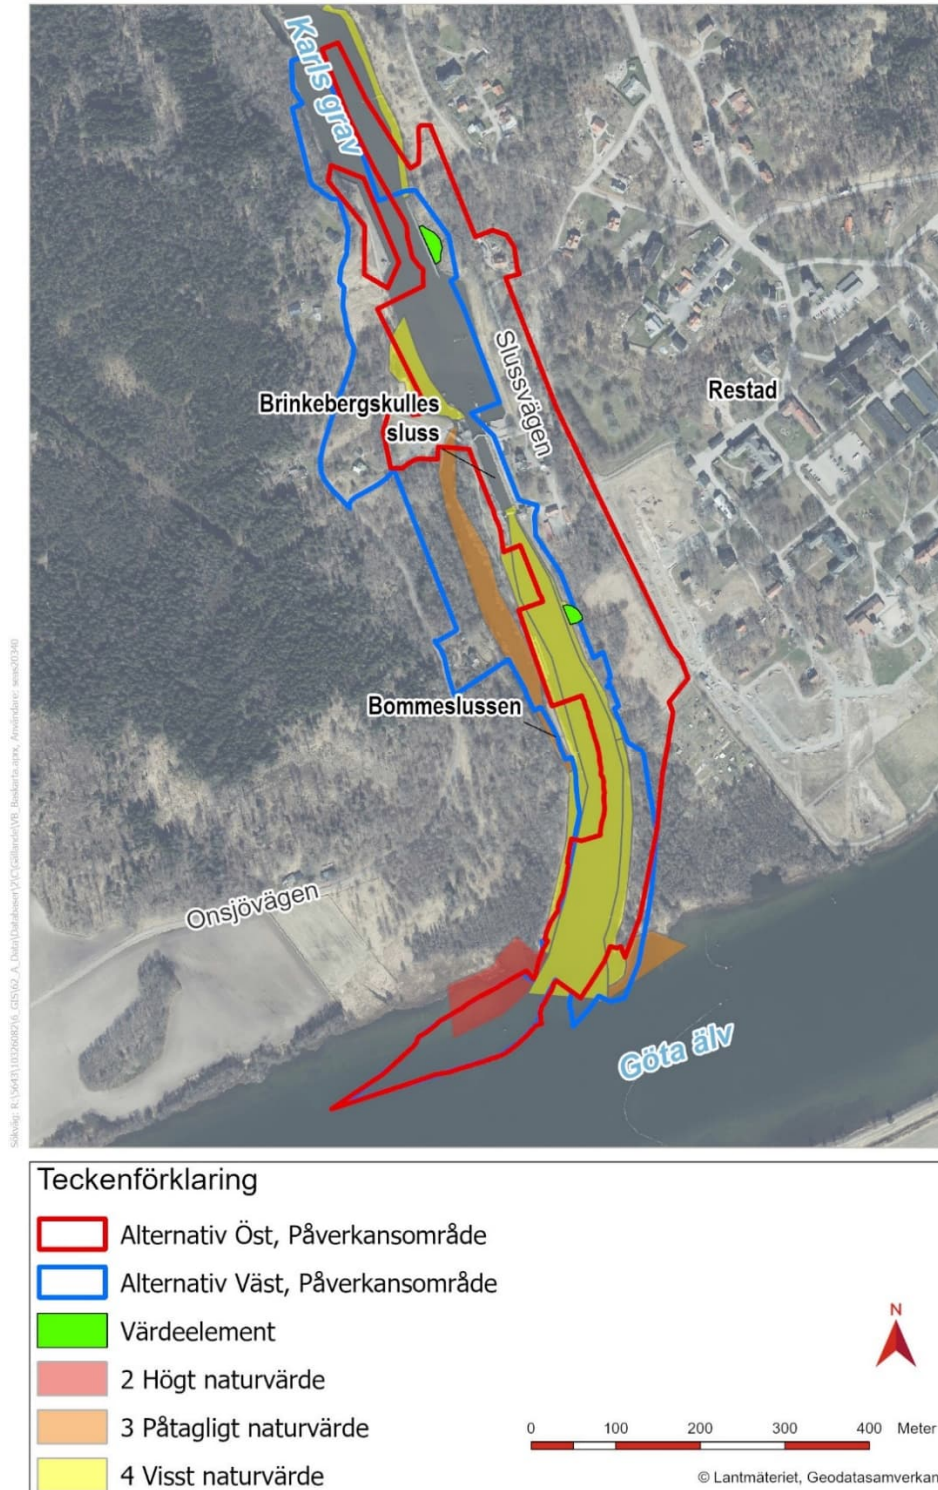 Karls grav
Slussvägen
Brinkebergskulles
sluss
Restad
Bommeslussen
Onsjövägen
Göta älv
Teckenförklaring
Alternativ Öst, Påverkansområde
Alternativ Väst, Påverkansområde
Värdeelement
2 Högt naturvärde
3 Påtagligt naturvärde
4 Visst naturvärde
N
0 100 200 300 400 Meter
© Lantmäteriet, Geodatasamverkan